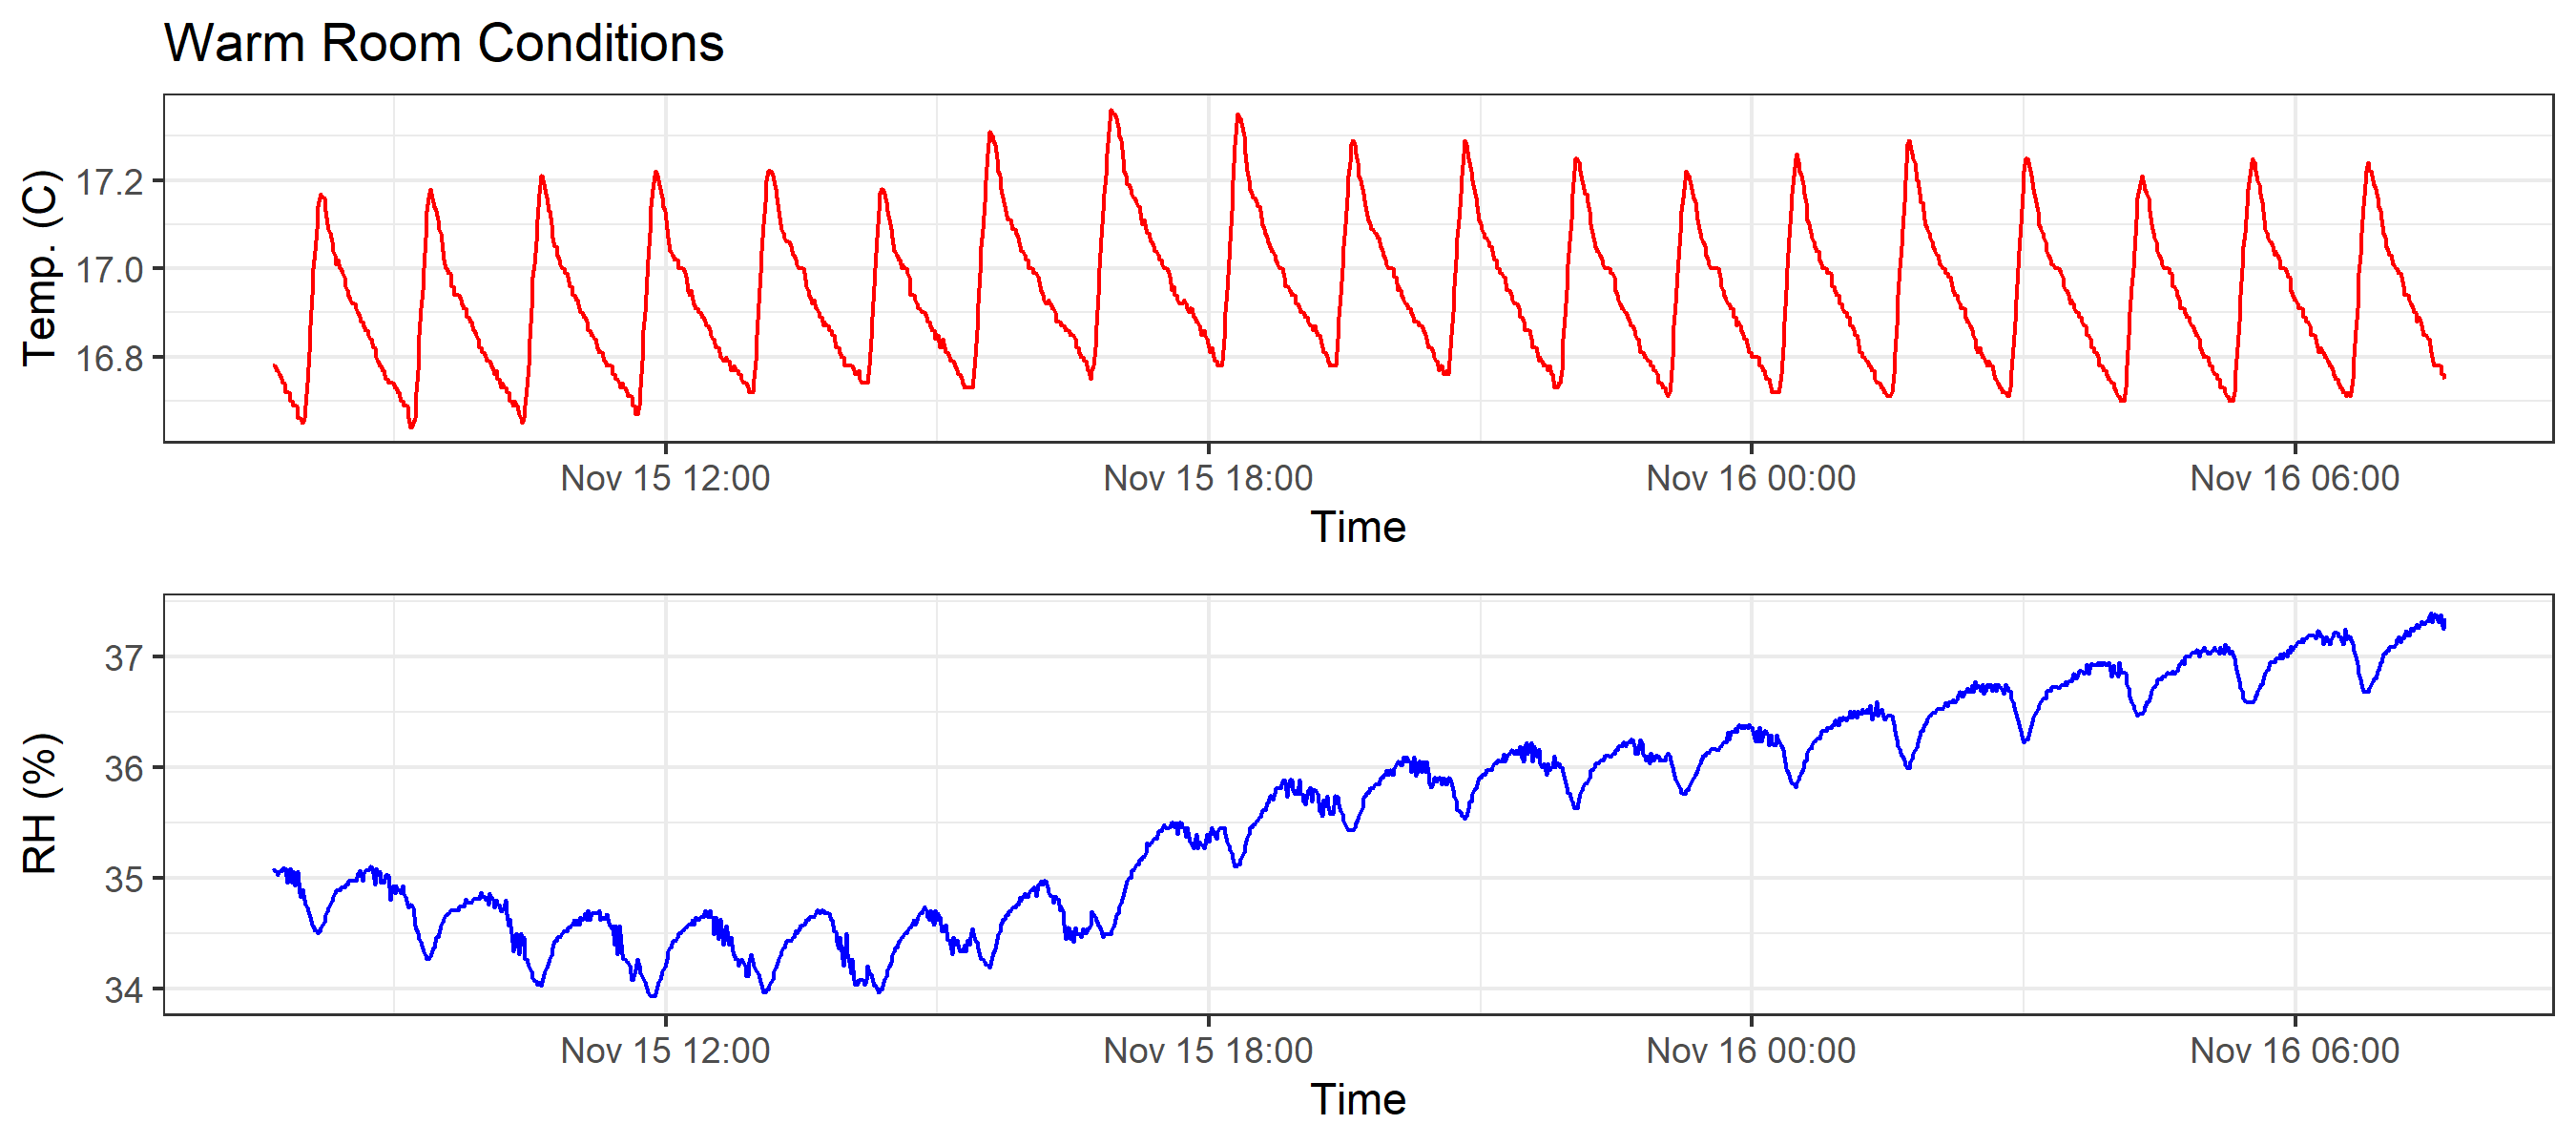 Warm Room Conditions
Temp. (C)
17.2
17.0
16.8
Nov 15 12:00 Nov 15 18:00 Nov 16 00:00 Nov 16 06:00
Time
RH (%)
37
36
35
34
Nov 15 12:00 Nov 15 18:00 Nov 16 00:00 Nov 16 06:00
Time